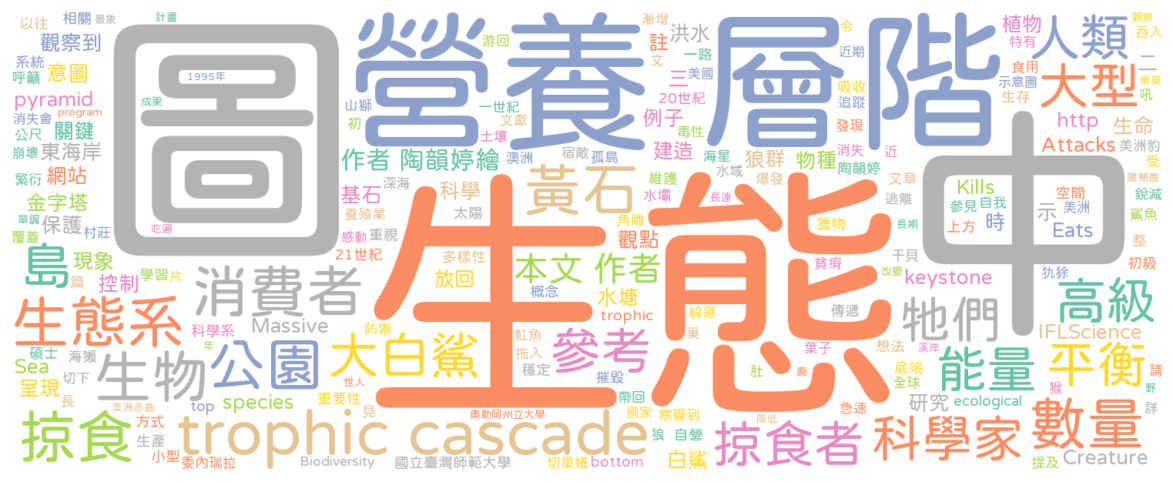 圖
營養層階
生態
中
trophic cascade
以往
相關
景象
計畫
觀察到
系統
呼籲
意圖
1995年
pyramid
program
消失會
成果
公尺
關鍵
崩壞
東海岸
繁衍
網站
金字塔
單調
保護
覆蓋
村莊
吃遍
島
現象
篇
控制
學習
片
游回
山獅
一世紀
初
文獻
土壤
澳洲
宿敵
孤島
作者 陶韻婷繪
基石
深海
科學
養殖業
太陽
感動
重視
21世紀
黃石
角雕
觀點
漸增
註
洪水
文
一路
三
美國
20世紀
例子
毒性
建造
海星
維護
水域
水壩
爆發
長達
狼群
物種
令
近期
吸收
追蹤
發現
消失
近
陶韻婷
文章
逃離
獵物
長期
植物
特有
人類
食用
示意圖
生存
大型
二
觀察
吞入
嫩葉
吼
http
生命
Attacks
美洲豹
受
獵補鹿
Kills
參見
自我
空間
美洲
銳減
上方
時
示
Eats
鯊魚
整
初級
干貝
犰狳
高級
keystone
牠們
IFLScience
能量
平衡
請
野
猴
詳
ecological
數量
研究
科學家
Creature
提及
消費者
Massive
生態系
科學系
年
碩士
海獺
Sea
呈現
切下
長
生物
公園
防禦
世人
重要性
見
大白鯊
多樣性
放回
概念
本文 作者
水塘
trophic
魟魚
拖入
穩定
參考
摧毀
帶回
貧瘠
改變
躲避
傳遞
巢
葉子
想法
溪岸
肚
鹿
底端
全球
急速
掠食
方式
生產
小型
委內瑞拉
美洲赤鹿
top
species
Biodiversity
國立臺灣師範大學
奧勒岡州立大學
切葉蟻
bottom
國家
察覺到
狼
自營
白鯊
降低
掠食者